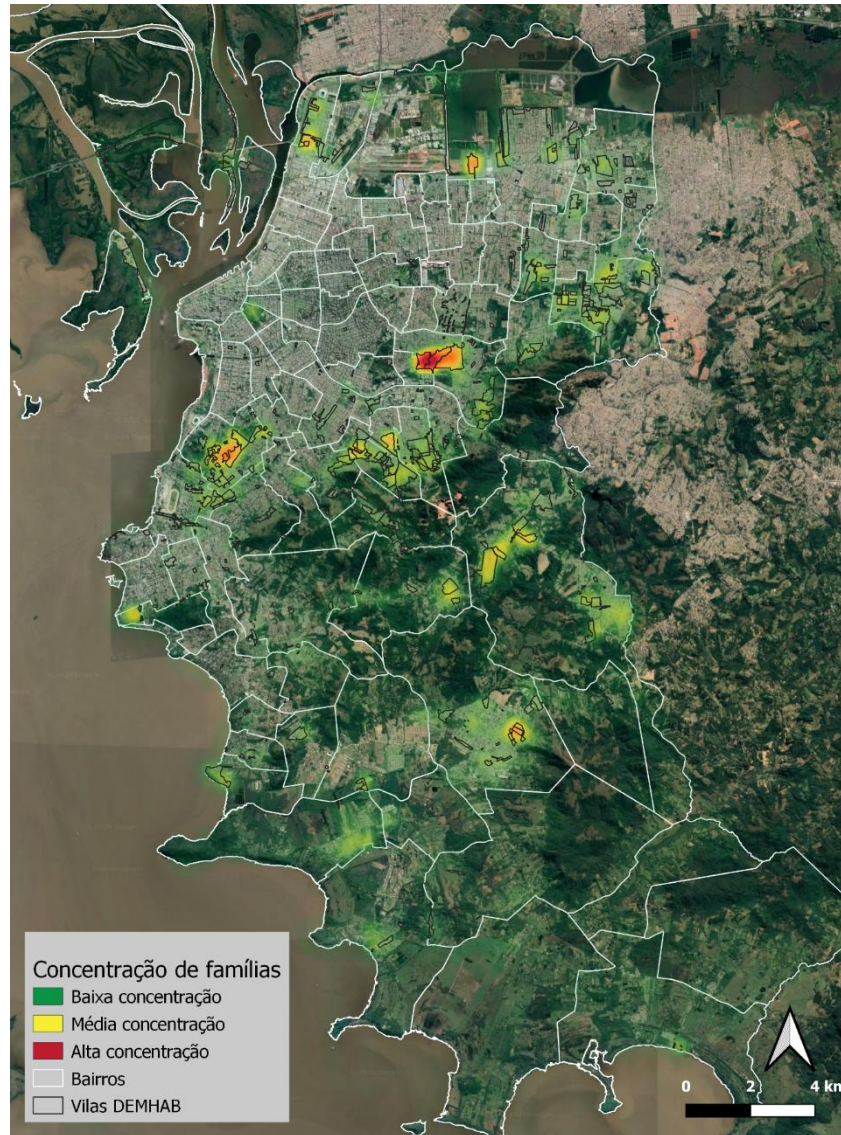 Concentração de famílias
Baixa concentração
Média concentração
Alta concentração
Bairros
Vilas DEMHAB
0 2 4 km